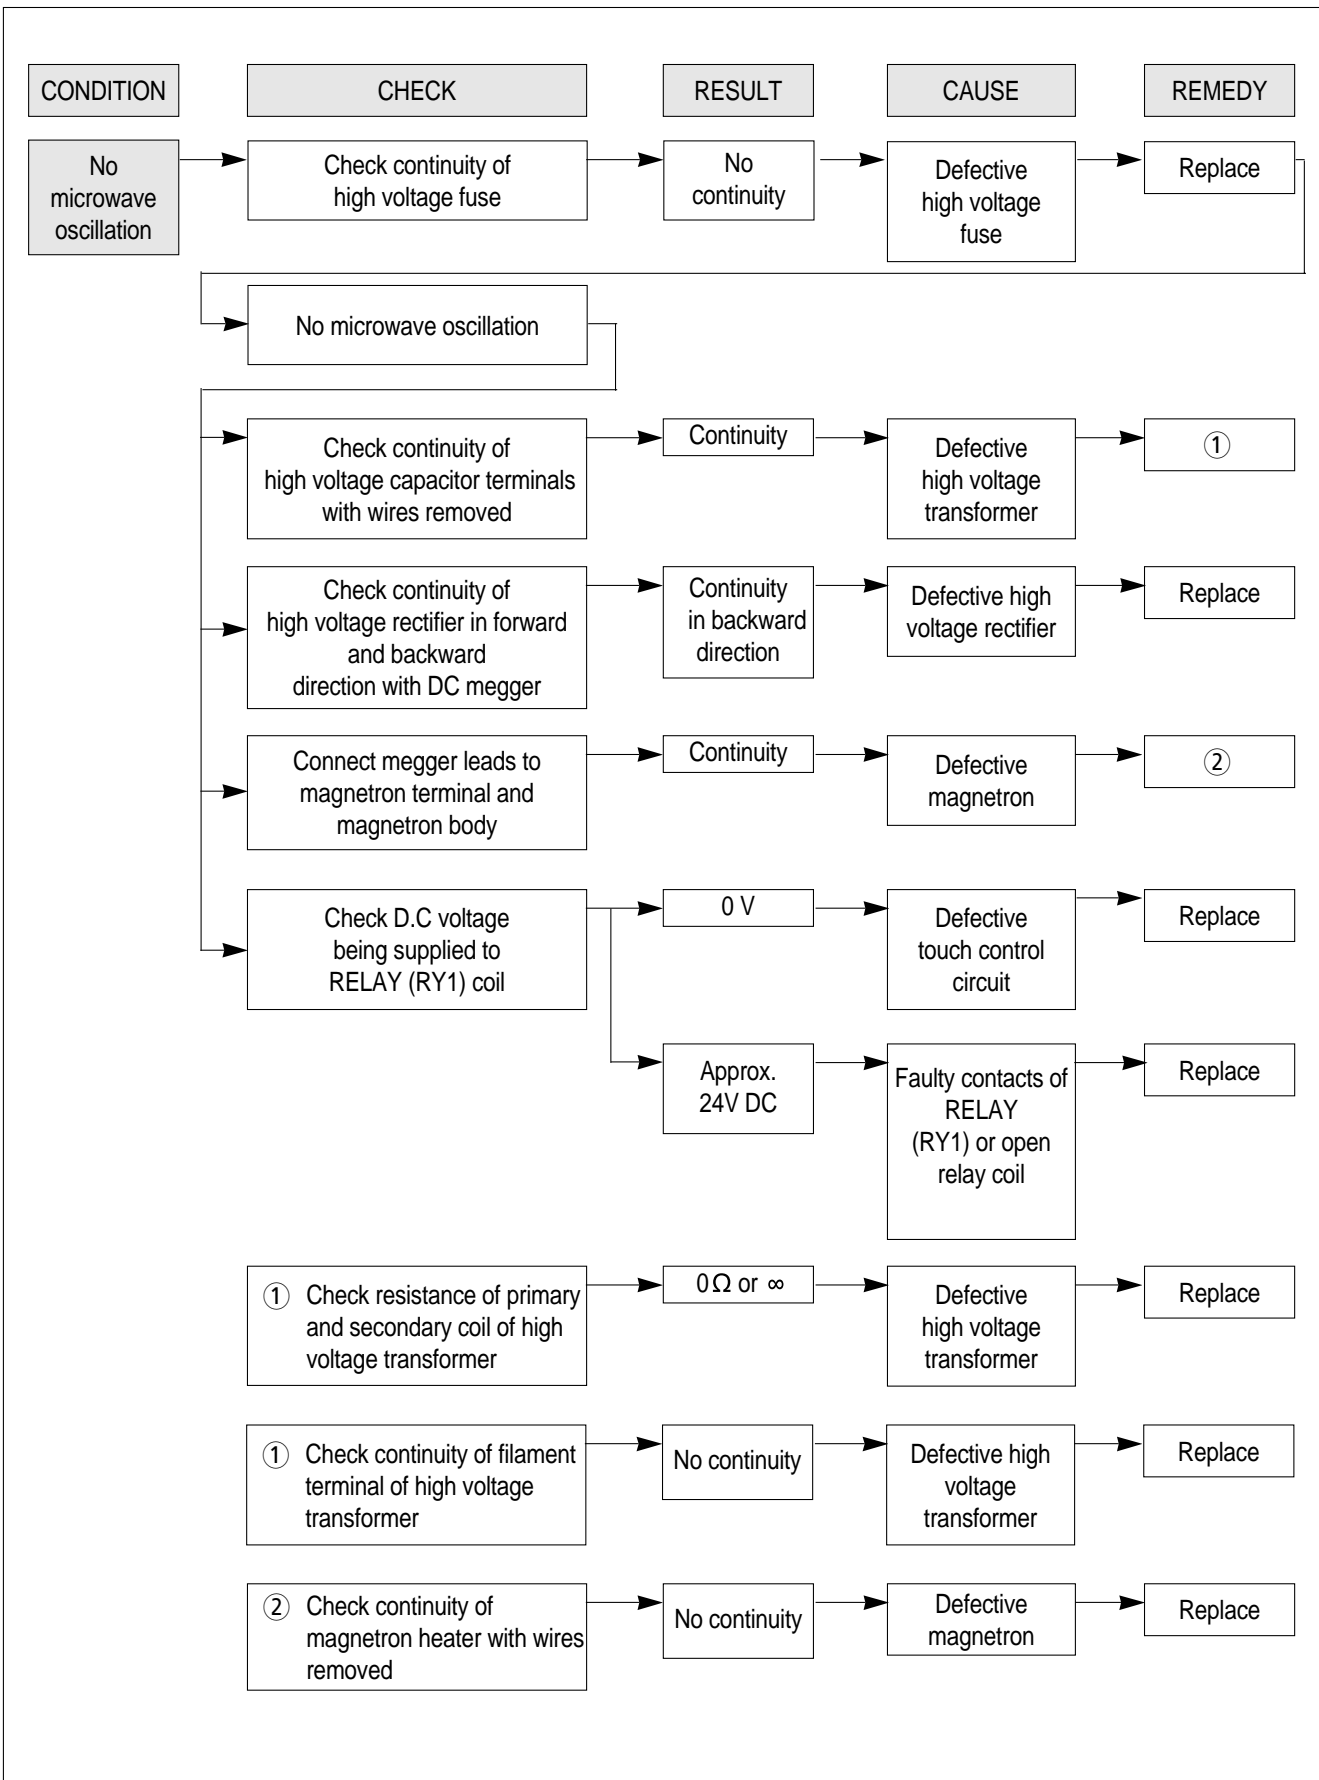 CONDITION
CHECK
RESULT
CAUSE
REMEDY
No
microwave
oscillation
Check continuity of
high voltage fuse
No
continuity
Defective
high voltage
fuse
Replace
No microwave oscillation
Check continuity of
high voltage capacitor terminals
with wires removed
Continuity
Defective
high voltage
transformer
①
Check continuity of
high voltage rectifier in forward
and backward
direction with DC megger
Continuity
in backward
direction
Defective high
voltage rectifier
Replace
Connect megger leads to
magnetron terminal and
magnetron body
Continuity
Defective
magnetron
②
Check D.C voltage
being supplied to
RELAY (RY1) coil
0 V
Defective
touch control
circuit
Replace
Approx.
24V DC
Faulty contacts of
RELAY
(RY1) or open
relay coil
Replace
① Check resistance of primary
and secondary coil of high
voltage transformer
0Ω or ∞
Defective
high voltage
transformer
Replace
① Check continuity of filament
terminal of high voltage
transformer
No continuity
Defective high
voltage
transformer
Replace
② Check continuity of
magnetron heater with wires
removed
No continuity
Defective
magnetron
Replace